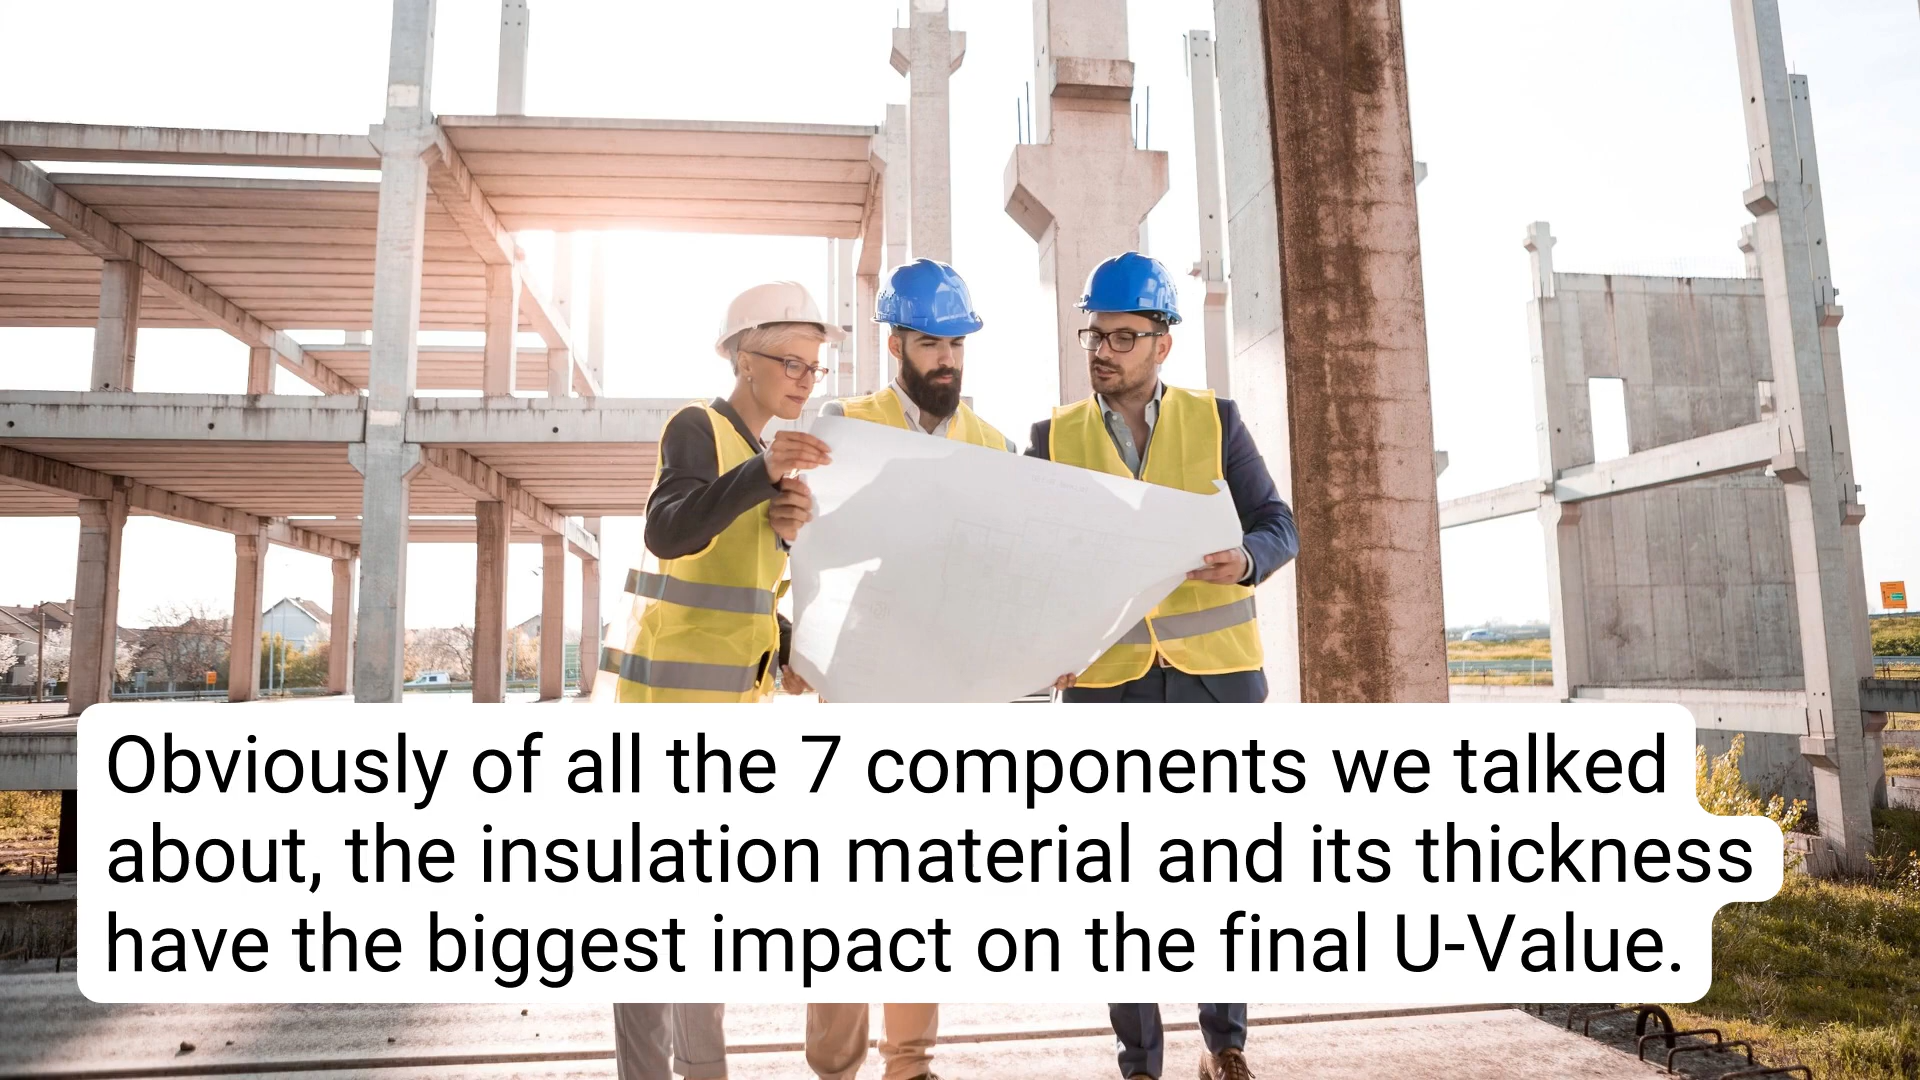 Obviously of all the 7 components we talked
about, the insulation material and its thickness
have the biggest impact on the final U-Value.